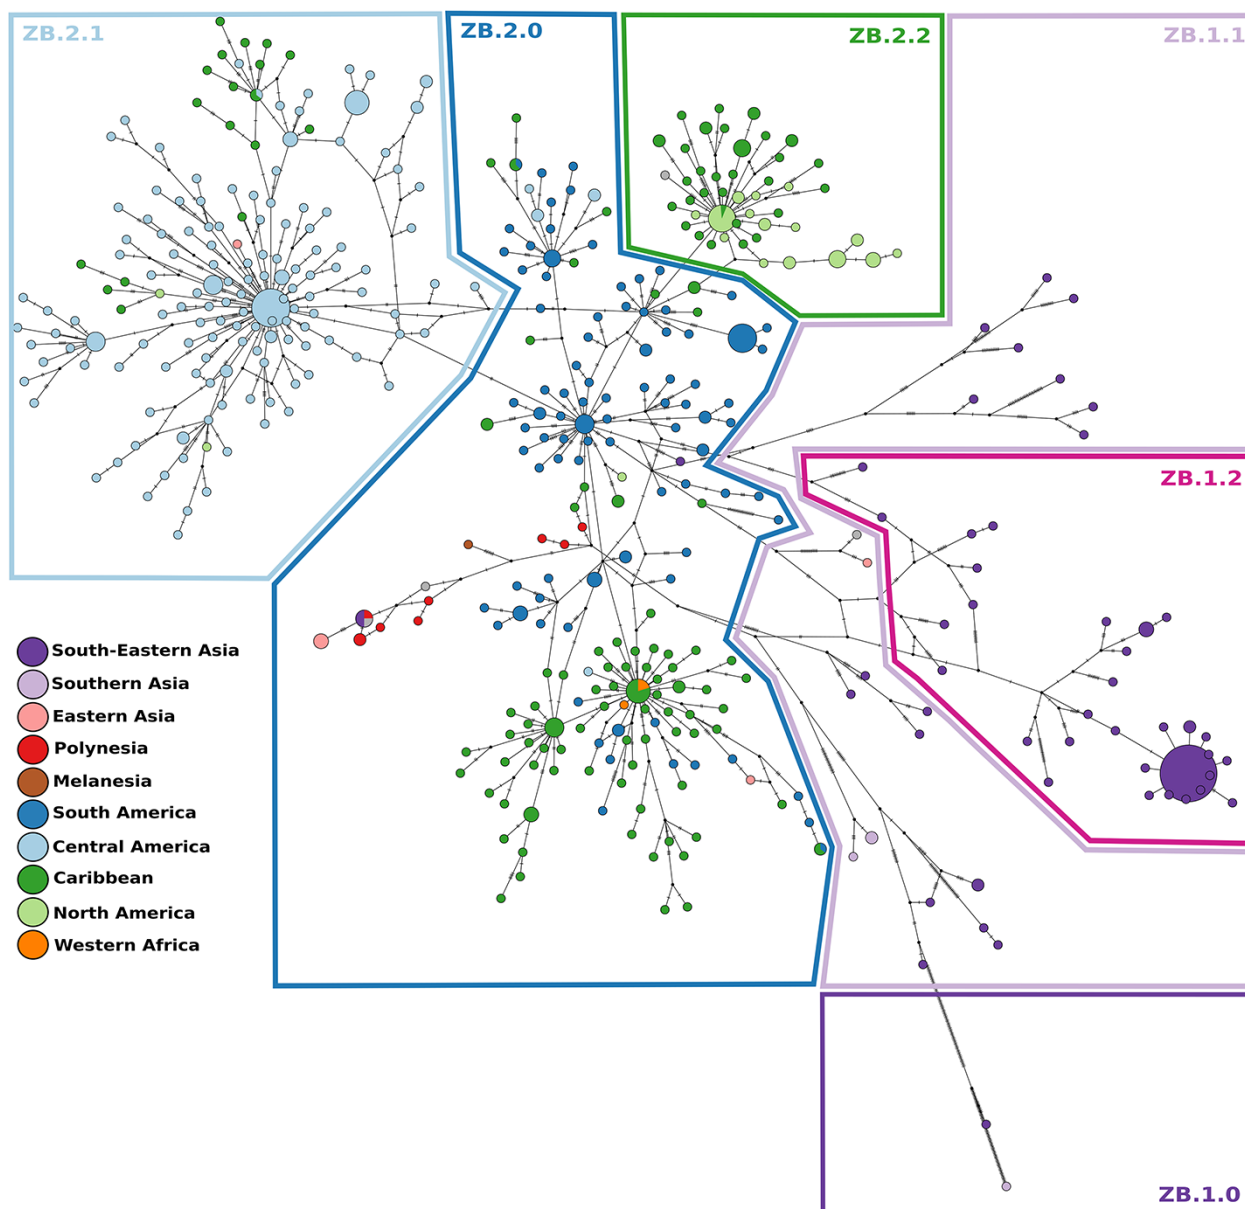 ZB.2.1
ZB.2.0
ZB.2.2
ZB.1.1
ZB.1.2
South-Eastern Asia
Southern Asia
Eastern Asia
Polynesia
Melanesia
South America
Central America
Caribbean
North America
Western Africa
ZB.1.0